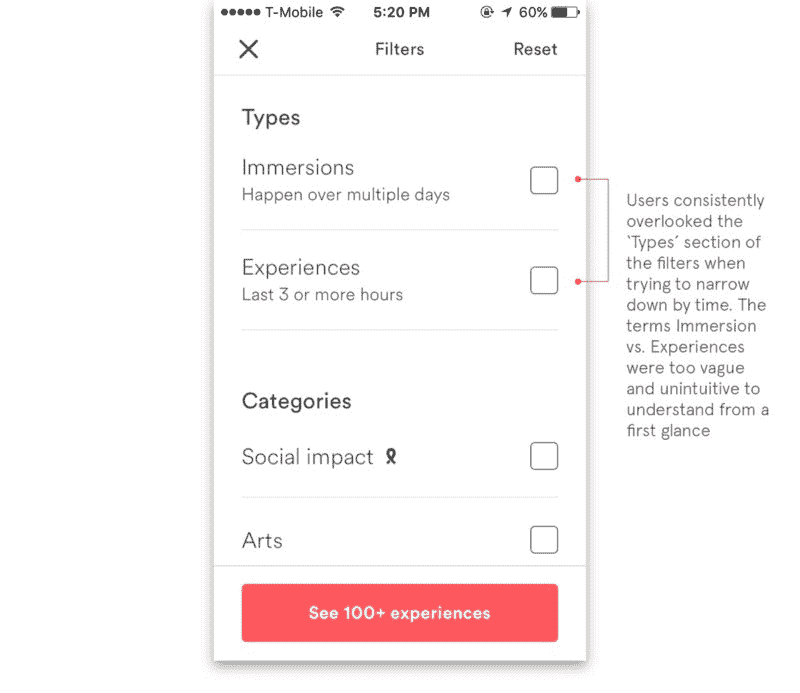 T-Mobile 5:20 PM 60%
Filters Reset
Types
Immersions
Happen over multiple days
Experiences
Last 3 or more hours
Categories
Social impact
Arts
See 100+ experiences
Users consistently
overlooked the
‘Types’ section of
the filters when
trying to narrow
down by time. The
terms Immersion
vs. Experiences
were too vague
and unintuitive to
understand from a
first glance